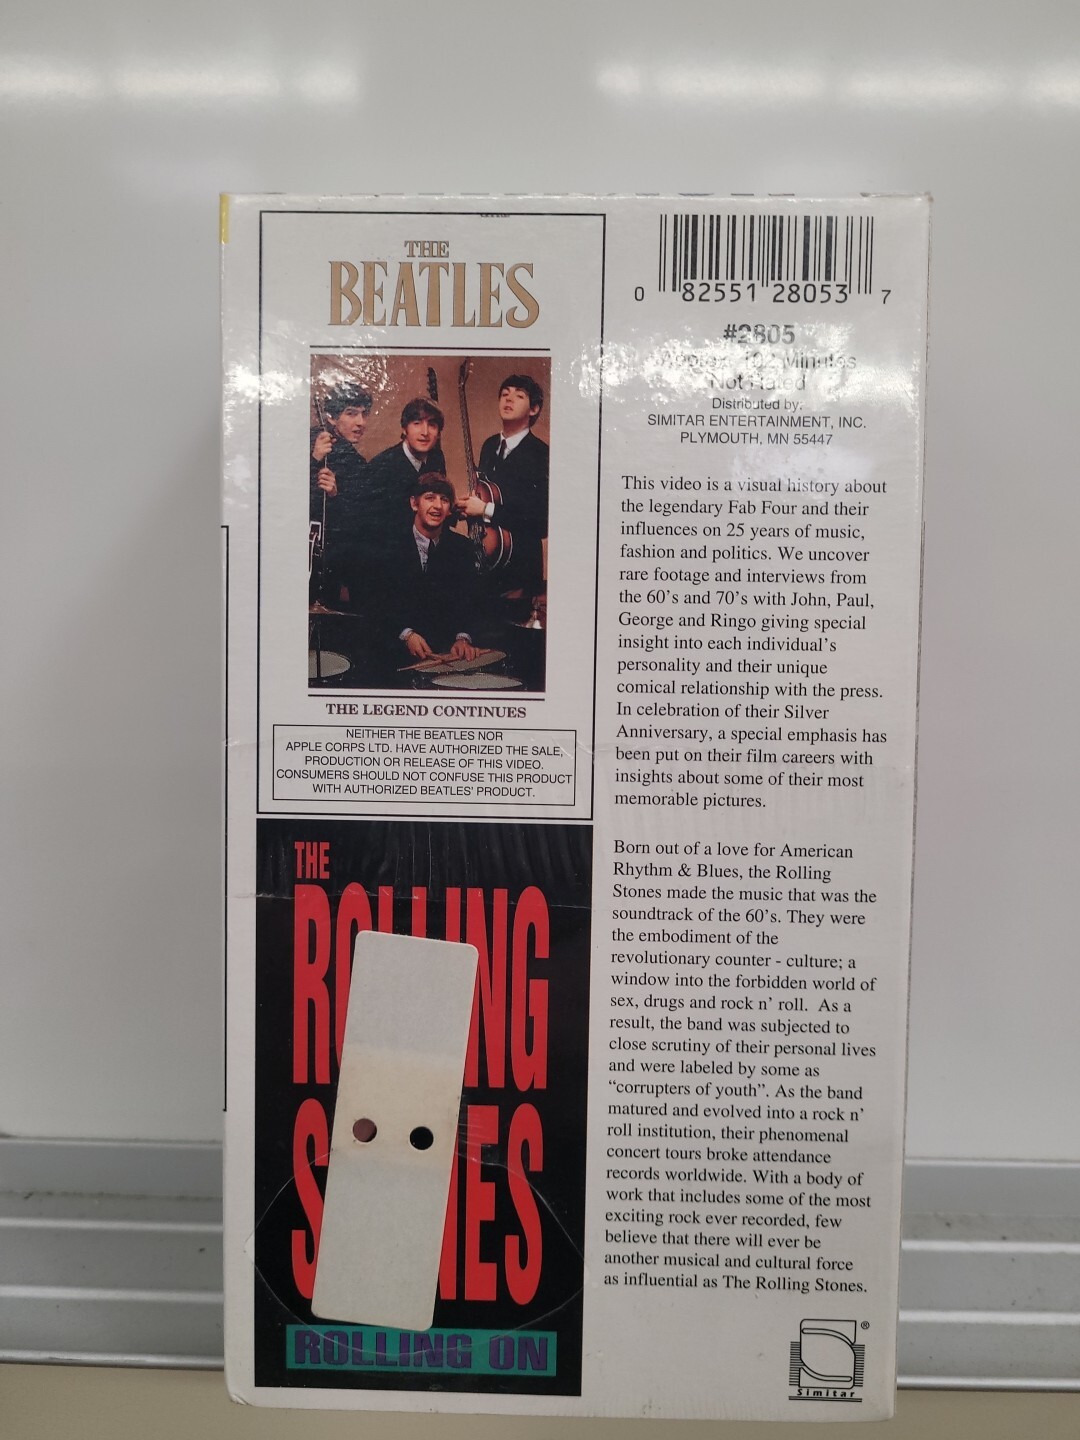 THE
BEATLES
THE LEGEND CONTINUES
NEITHER THE BEATLES NOR
APPLE CORPS LTD. HAVE AUTHORIZED THE SALE,
PRODUCTION OR RELEASE OF THIS VIDEO.
CONSUMERS SHOULD NOT CONFUSE THIS PRODUCT
WITH AUTHORIZED BEATLES' PRODUCT.
THE
ROLLING
ROLLING ON
0 82551 28053 7
#2805
Approx. 102 Minutes
Not Rated
Distributed by:
SIMITAR ENTERTAINMENT, INC.
PLYMOUTH, MN 55447
This video is a visual history about
the legendary Fab Four and their
influences on 25 years of music,
fashion and politics. We uncover
rare footage and interviews from
the 60's and 70's with John, Paul,
George and Ringo giving special
insight into each individual's
personality and their unique
comical relationship with the press.
In celebration of their Silver
Anniversary, a special emphasis has
been put on their film careers with
insights about some of their most
memorable pictures.
Born out of a love for American
Rhythm & Blues, the Rolling
Stones made the music that was the
soundtrack of the 60's. They were
the embodiment of the
revolutionary counter - culture; a
window into the forbidden world of
sex, drugs and rock n' roll. As a
result, the band was subjected to
close scrutiny of their personal lives
and were labeled by some as
“corrupters of youth”. As the band
matured and evolved into a rock n'
roll institution, their phenomenal
concert tours broke attendance
records worldwide. With a body of
work that includes some of the most
exciting rock ever recorded, few
believe that there will ever be
another musical and cultural force
as influential as The Rolling Stones.
®
Simitar